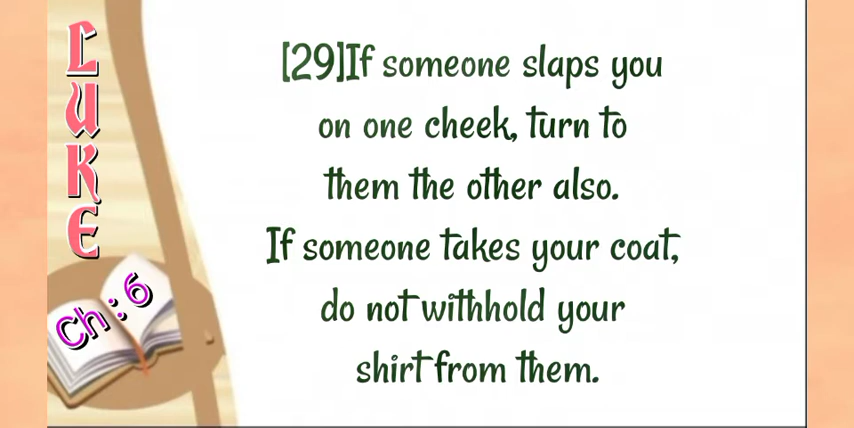 LUKE
Ch : 6
[29]If someone slaps you
on one cheek, turn to
them the other also.
If someone takes your coat,
do not withhold your
shirt from them.